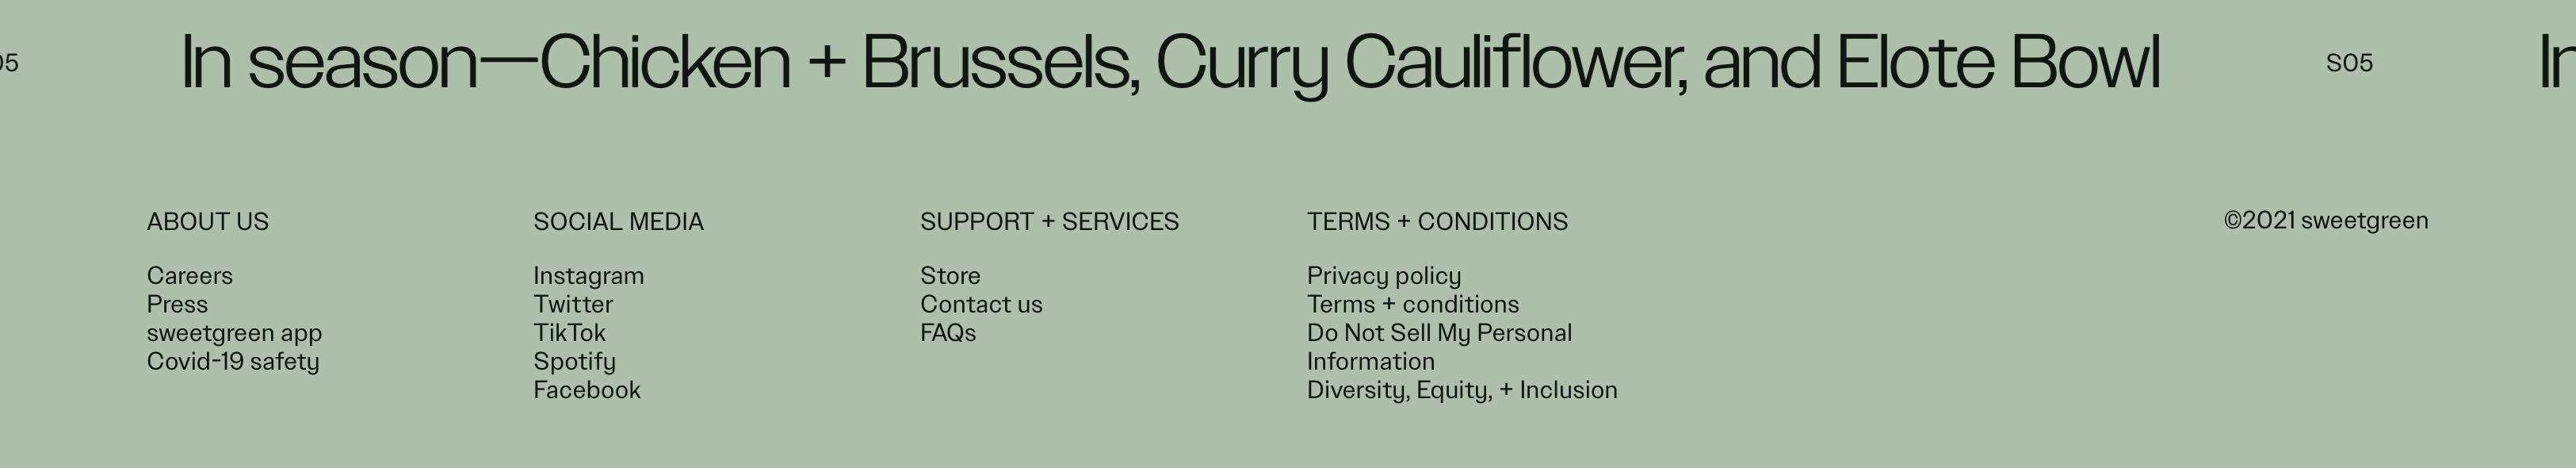 05
In season—Chicken + Brussels, Curry Cauliflower, and Elote Bowl
S05
In
ABOUT US
Careers
Press
sweetgreen app
Covid-19 safety
SOCIAL MEDIA
Instagram
Twitter
TikTok
Spotify
Facebook
SUPPORT + SERVICES
Store
Contact us
FAQs
TERMS + CONDITIONS
Privacy policy
Terms + conditions
Do Not Sell My Personal
Information
Diversity, Equity, + Inclusion
©2021 sweetgreen